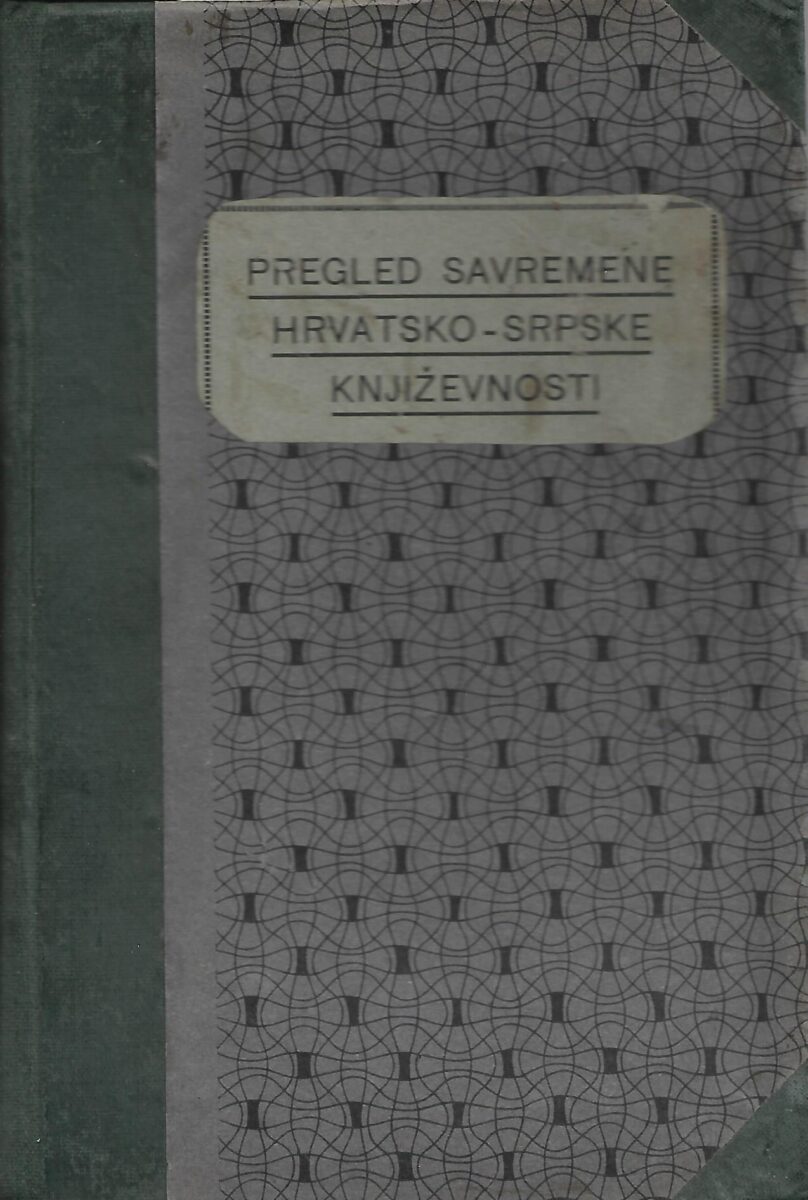 PREGLED SAVREMENE
HRVATSKO-SRPSKE
KNJIŽEVNOSTI